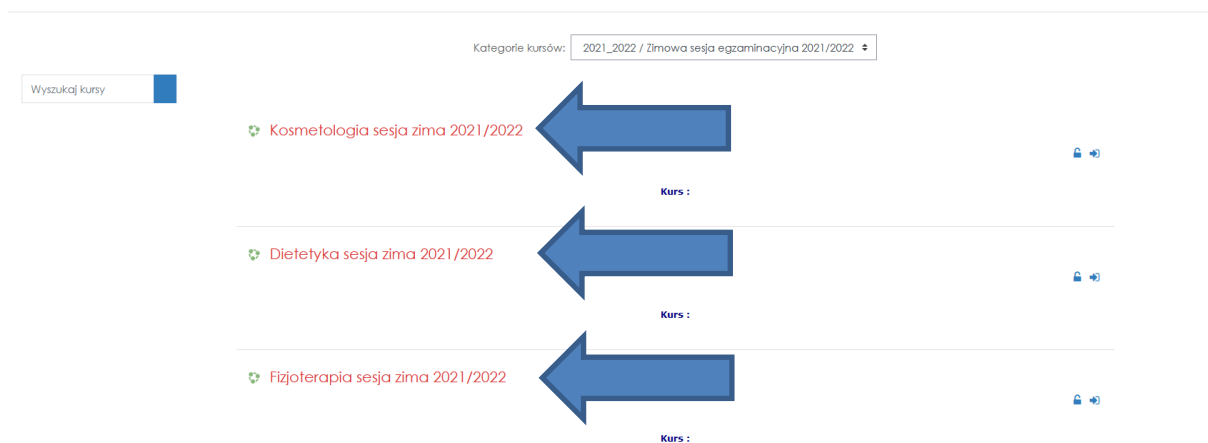 Kategorie kursów: 2021_2022 / Zimowa sesja egzaminacyjna 2021/2022
Wyszukaj kursy
Kosmetologia sesja zima 2021/2022
Kurs :
Dietetyka sesja zima 2021/2022
Kurs :
Fizjoterapia sesja zima 2021/2022
Kurs :